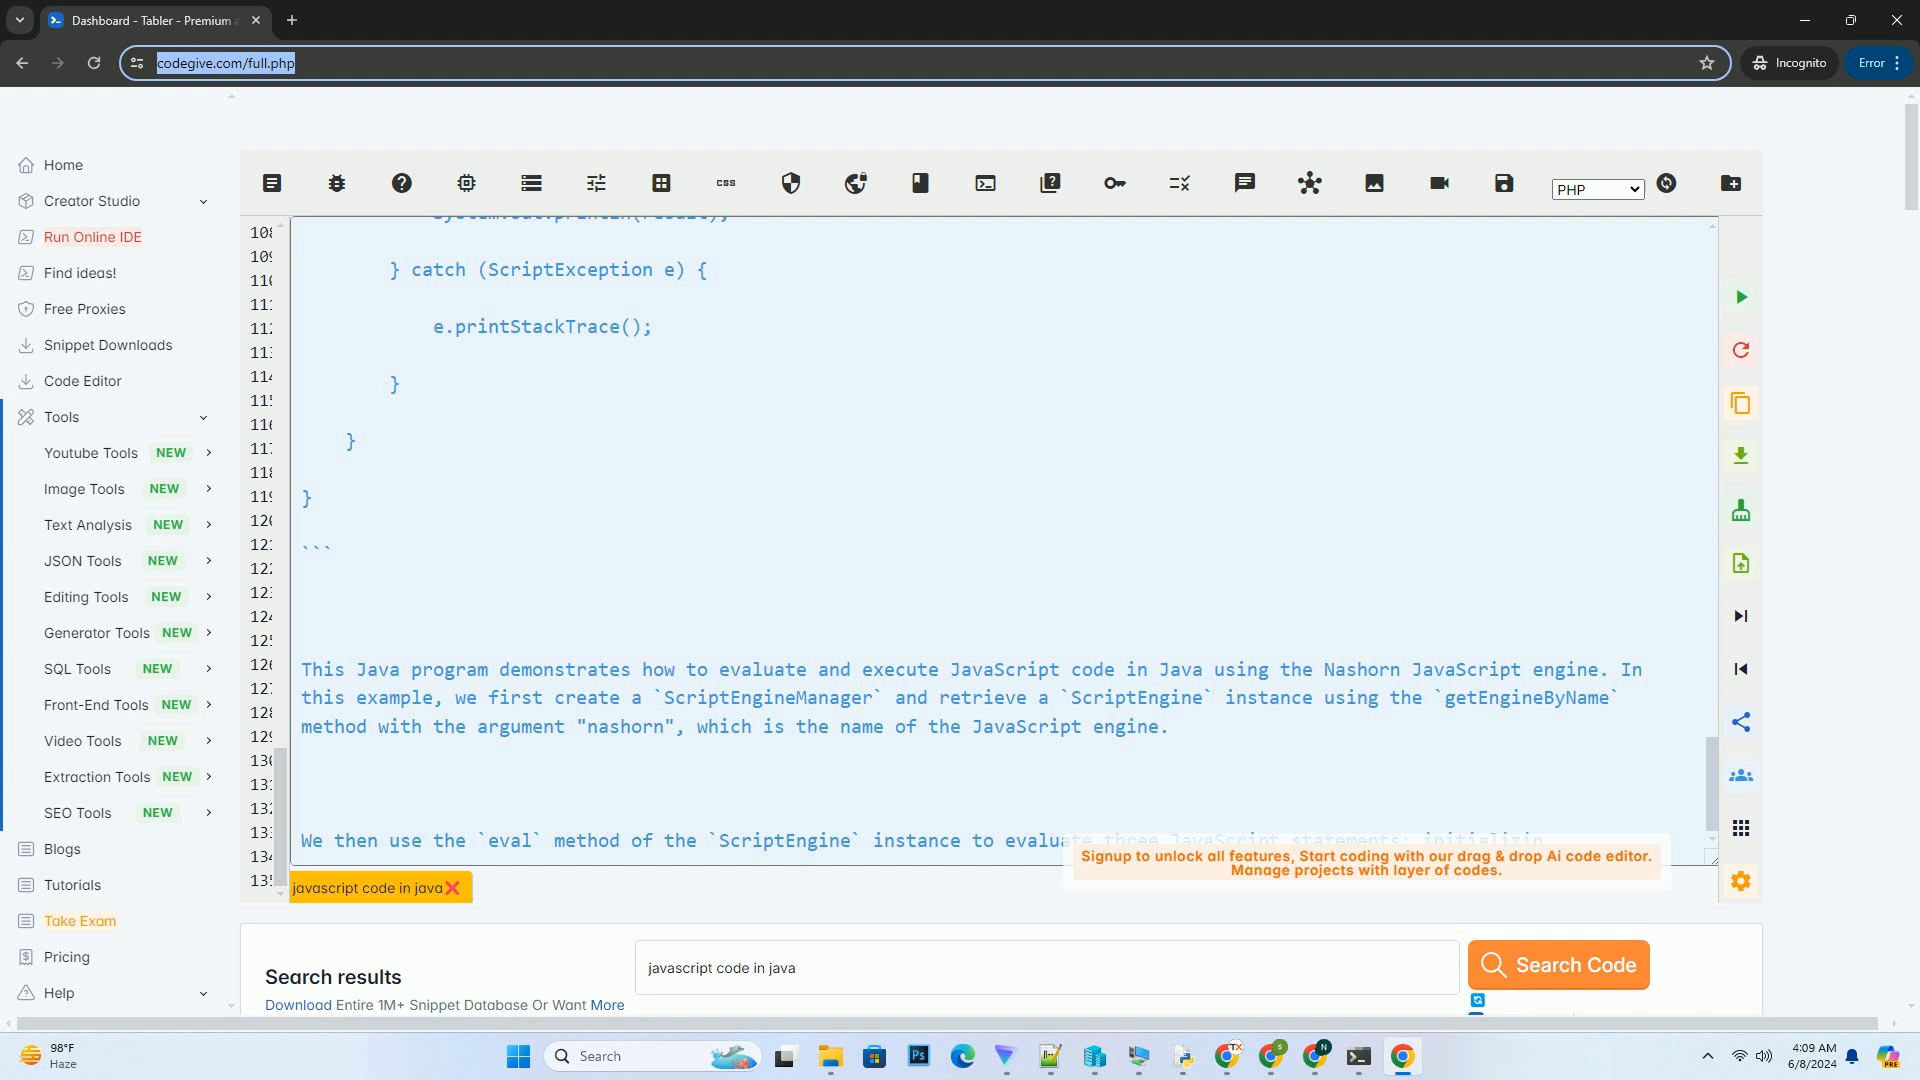 Dashboard - Tabler - Premium
codegive.com/full.php
Incognito
Error
Home
Creator Studio
Run Online IDE
Find ideas!
Free Proxies
Snippet Downloads
Code Editor
Tools
Youtube Tools NEW
Image Tools NEW
Text Analysis NEW
JSON Tools NEW
Editing Tools NEW
Generator Tools NEW
SQL Tools NEW
Front-End Tools NEW
Video Tools NEW
Extraction Tools NEW
SEO Tools NEW
Blogs
Tutorials
Take Exam
Pricing
Help
css
PHP
} catch (ScriptException e) {
e.printStackTrace();
}
}
}
```
This Java program demonstrates how to evaluate and execute JavaScript code in Java using the Nashorn JavaScript engine. In
this example, we first create a `ScriptEngineManager` and retrieve a `ScriptEngine` instance using the `getEngineByName`
method with the argument "nashorn", which is the name of the JavaScript engine.
We then use the `eval` method of the `ScriptEngine` instance to evaluate three JavaScript statements: initializin
Signup to unlock all features, Start coding with our drag & drop Ai code editor.
Manage projects with layer of codes.
javascript code in java
Search results
Download Entire 1M+ Snippet Database Or Want More
javascript code in java
Search Code
98°F
Haze
Search
4:09 AM
6/8/2024